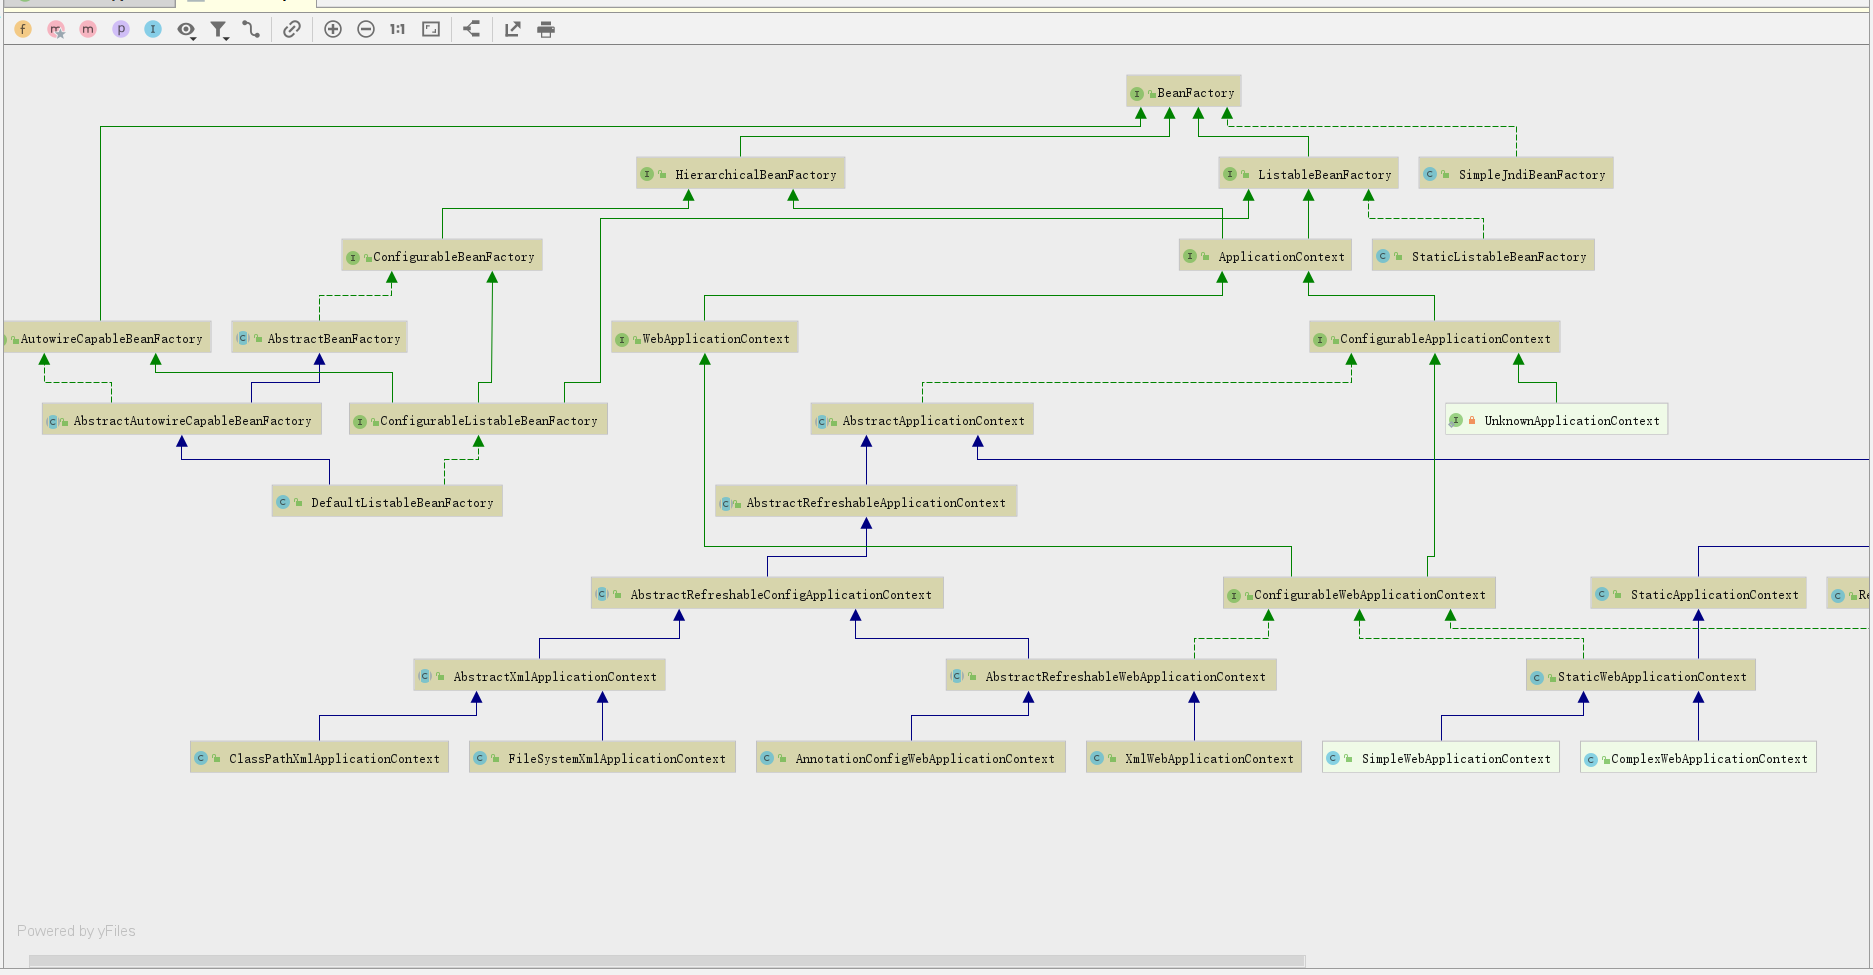 f m m p I 1:1
BeanFactory
HierarchicalBeanFactory ListableBeanFactory SimpleJndiBeanFactory
ConfigurableBeanFactory ApplicationContext StaticListableBeanFactory
AutowireCapableBeanFactory AbstractBeanFactory WebApplicationContext ConfigurableApplicationContext
AbstractAutowireCapableBeanFactory ConfigurableListableBeanFactory AbstractApplicationContext UnknownApplicationContext
DefaultListableBeanFactory AbstractRefreshableApplicationContext
AbstractRefreshableConfigApplicationContext ConfigurableWebApplicationContext StaticApplicationContext
AbstractXmlApplicationContext AbstractRefreshableWebApplicationContext StaticWebApplicationContext
ClassPathXmlApplicationContext FileSystemXmlApplicationContext AnnotationConfigWebApplicationContext XmlWebApplicationContext SimpleWebApplicationContext ComplexWebApplicationContext
Powered by yFiles